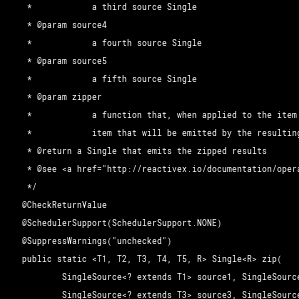 *           a third source Single
* @param source4
*           a fourth source Single
* @param source5
*           a fifth source Single
* @param zipper
*           a function that, when applied to the item
*           item that will be emitted by the resulting
* @return a Single that emits the zipped results
* @see <a href="http://reactivex.io/documentation/opera
*/
@CheckReturnValue
@SchedulerSupport(SchedulerSupport.NONE)
@SuppressWarnings("unchecked")
public static <T1, T2, T3, T4, T5, R> Single<R> zip(
SingleSource<? extends T1> source1, SingleSource
SingleSource<? extends T3> source3, SingleSource